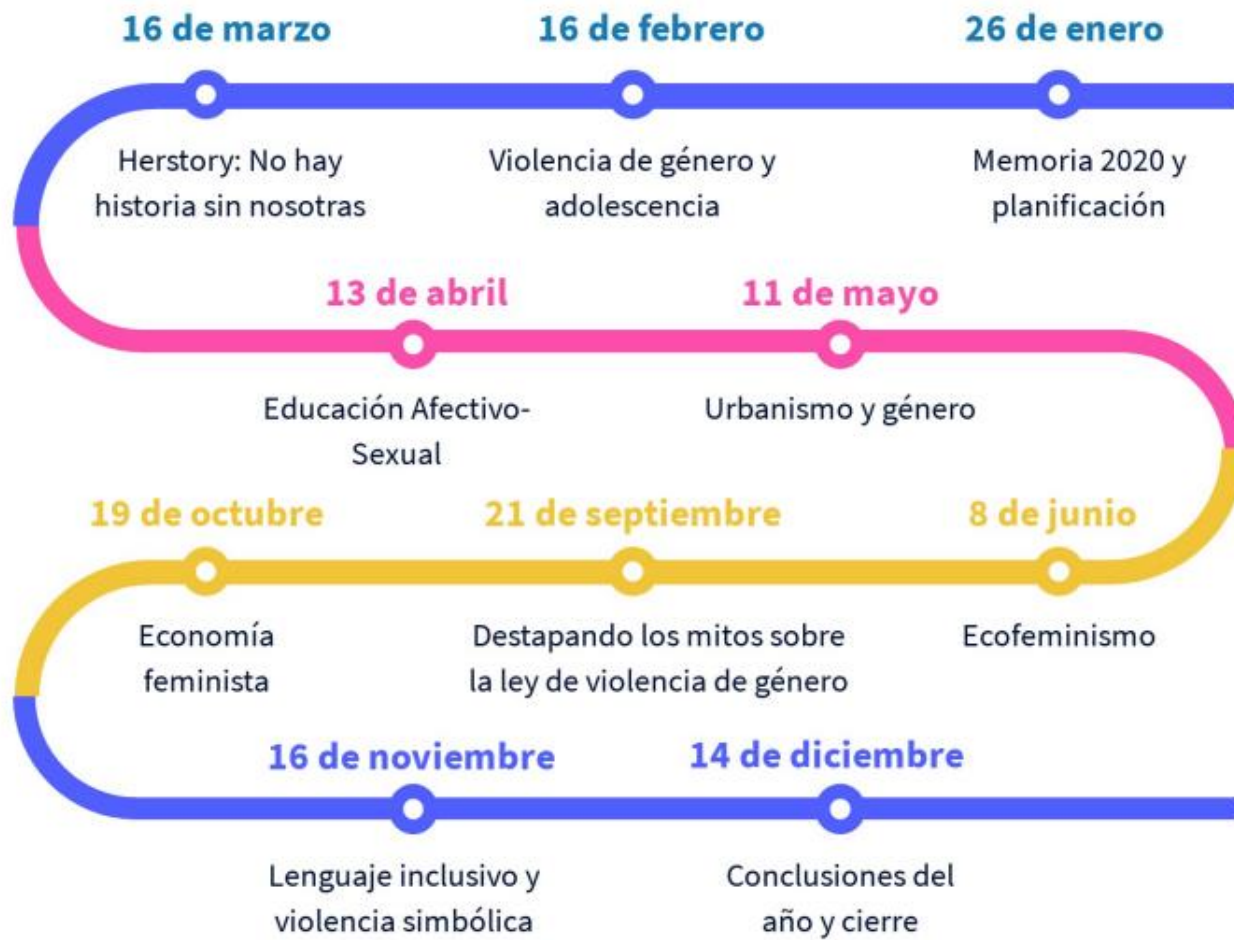 16 de marzo
Herstory: No hay
historia sin nosotras
16 de febrero
Violencia de género y
adolescencia
26 de enero
Memoria 2020 y
planificación
13 de abril
Educación Afectivo-
Sexual
11 de mayo
Urbanismo y género
19 de octubre
Economía
feminista
21 de septiembre
Destapando los mitos sobre
la ley de violencia de género
8 de junio
Ecofeminismo
16 de noviembre
Lenguaje inclusivo y
violencia simbólica
14 de diciembre
Conclusiones del
año y cierre